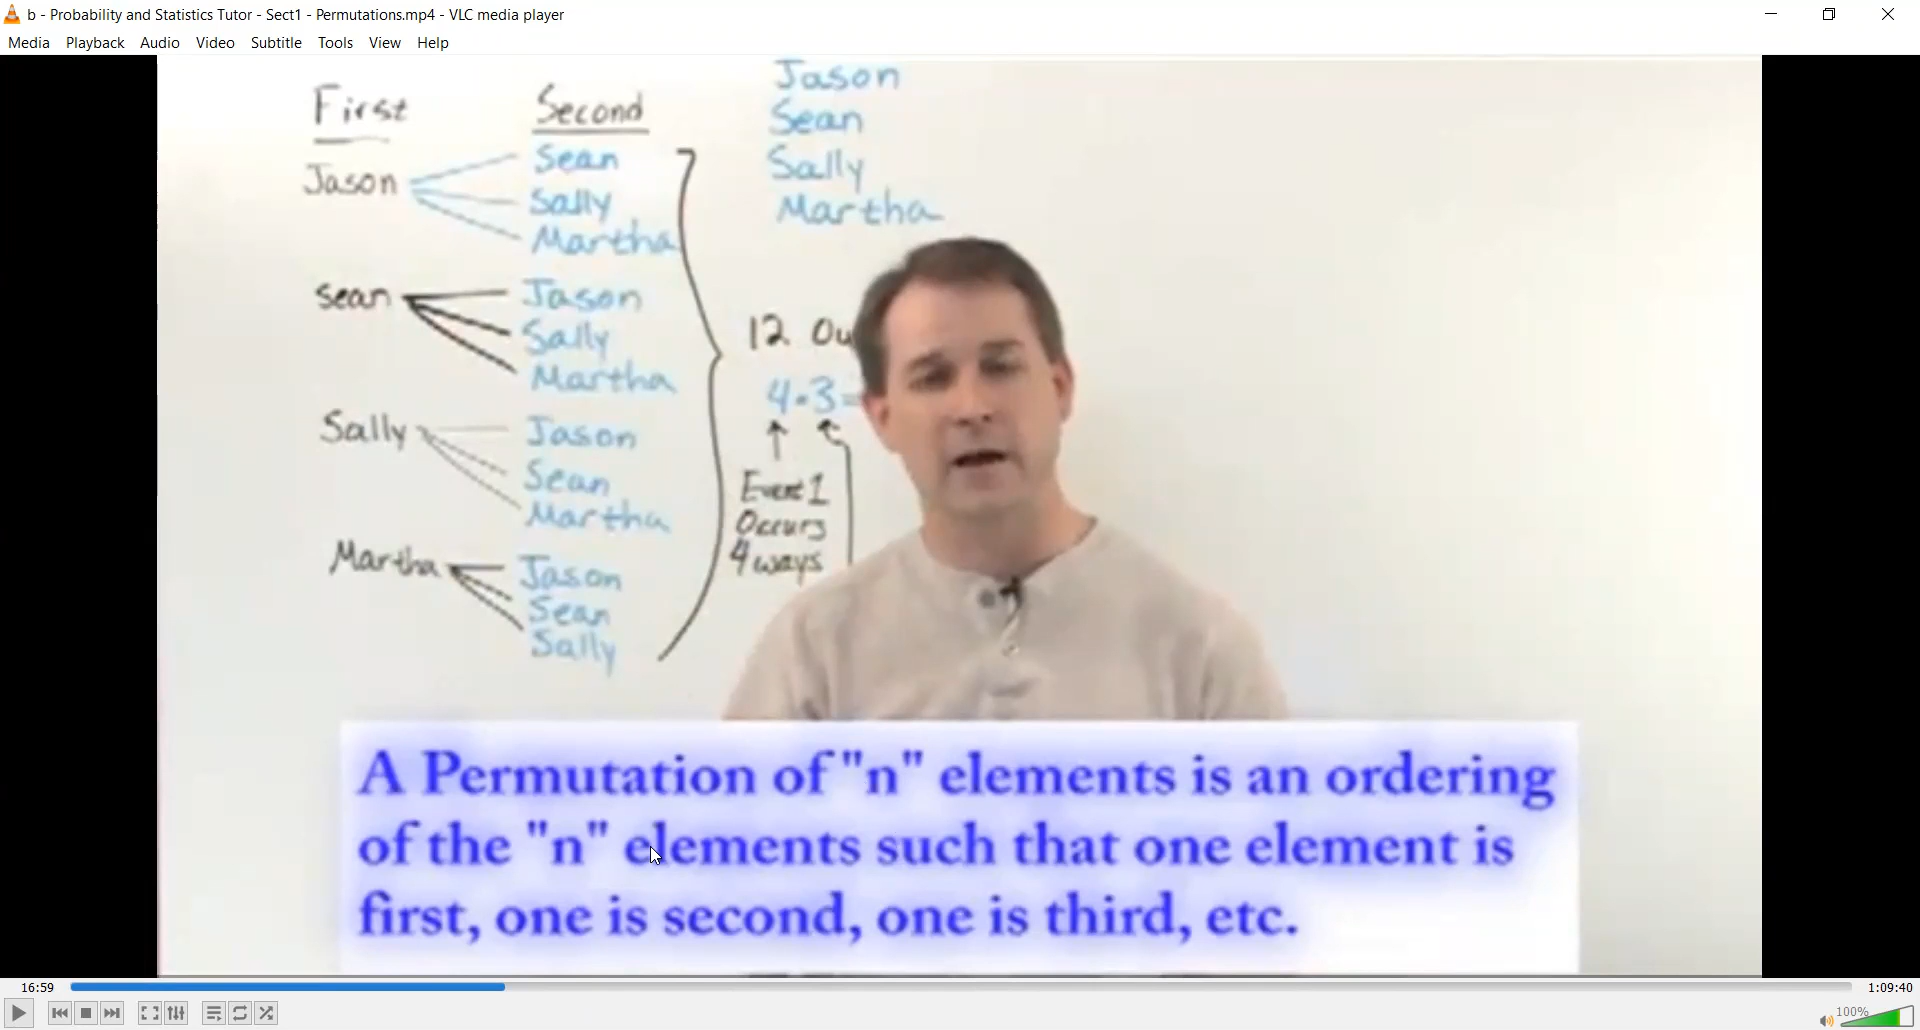 b - Probability and Statistics Tutor - Sect1 - Permutations.mp4 - VLC media player
Media Playback Audio Video Subtitle Tools View Help
First
Second
Jason
Sean
Sally
Martha
Jason
Sean
Sally
Martha
Sean
Jason
Sally
Martha
Sally
Jason
Sean
Martha
Martha
Jason
Sean
Sally
12 Ou
4·3=
Event 1
Occurs
4 ways
A Permutation of "n" elements is an ordering
of the "n" elements such that one element is
first, one is second, one is third, etc.
16:59
1:09:40
100%